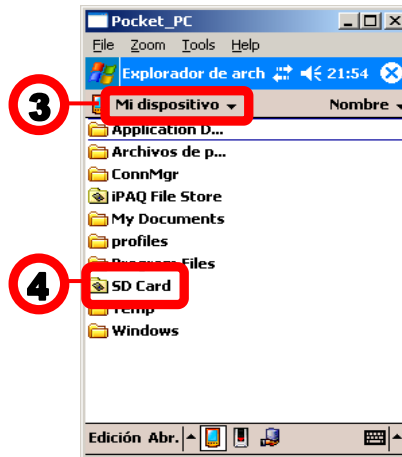 Pocket_PC
File Zoom Tools Help
Explorador de arch 21:54
3 Mi dispositivo Nombre
Application D...
Archivos de p...
ConnMgr
iPAQ File Store
My Documents
profiles
Program Files
4 SD Card
Temp
Windows
Edición Abr.